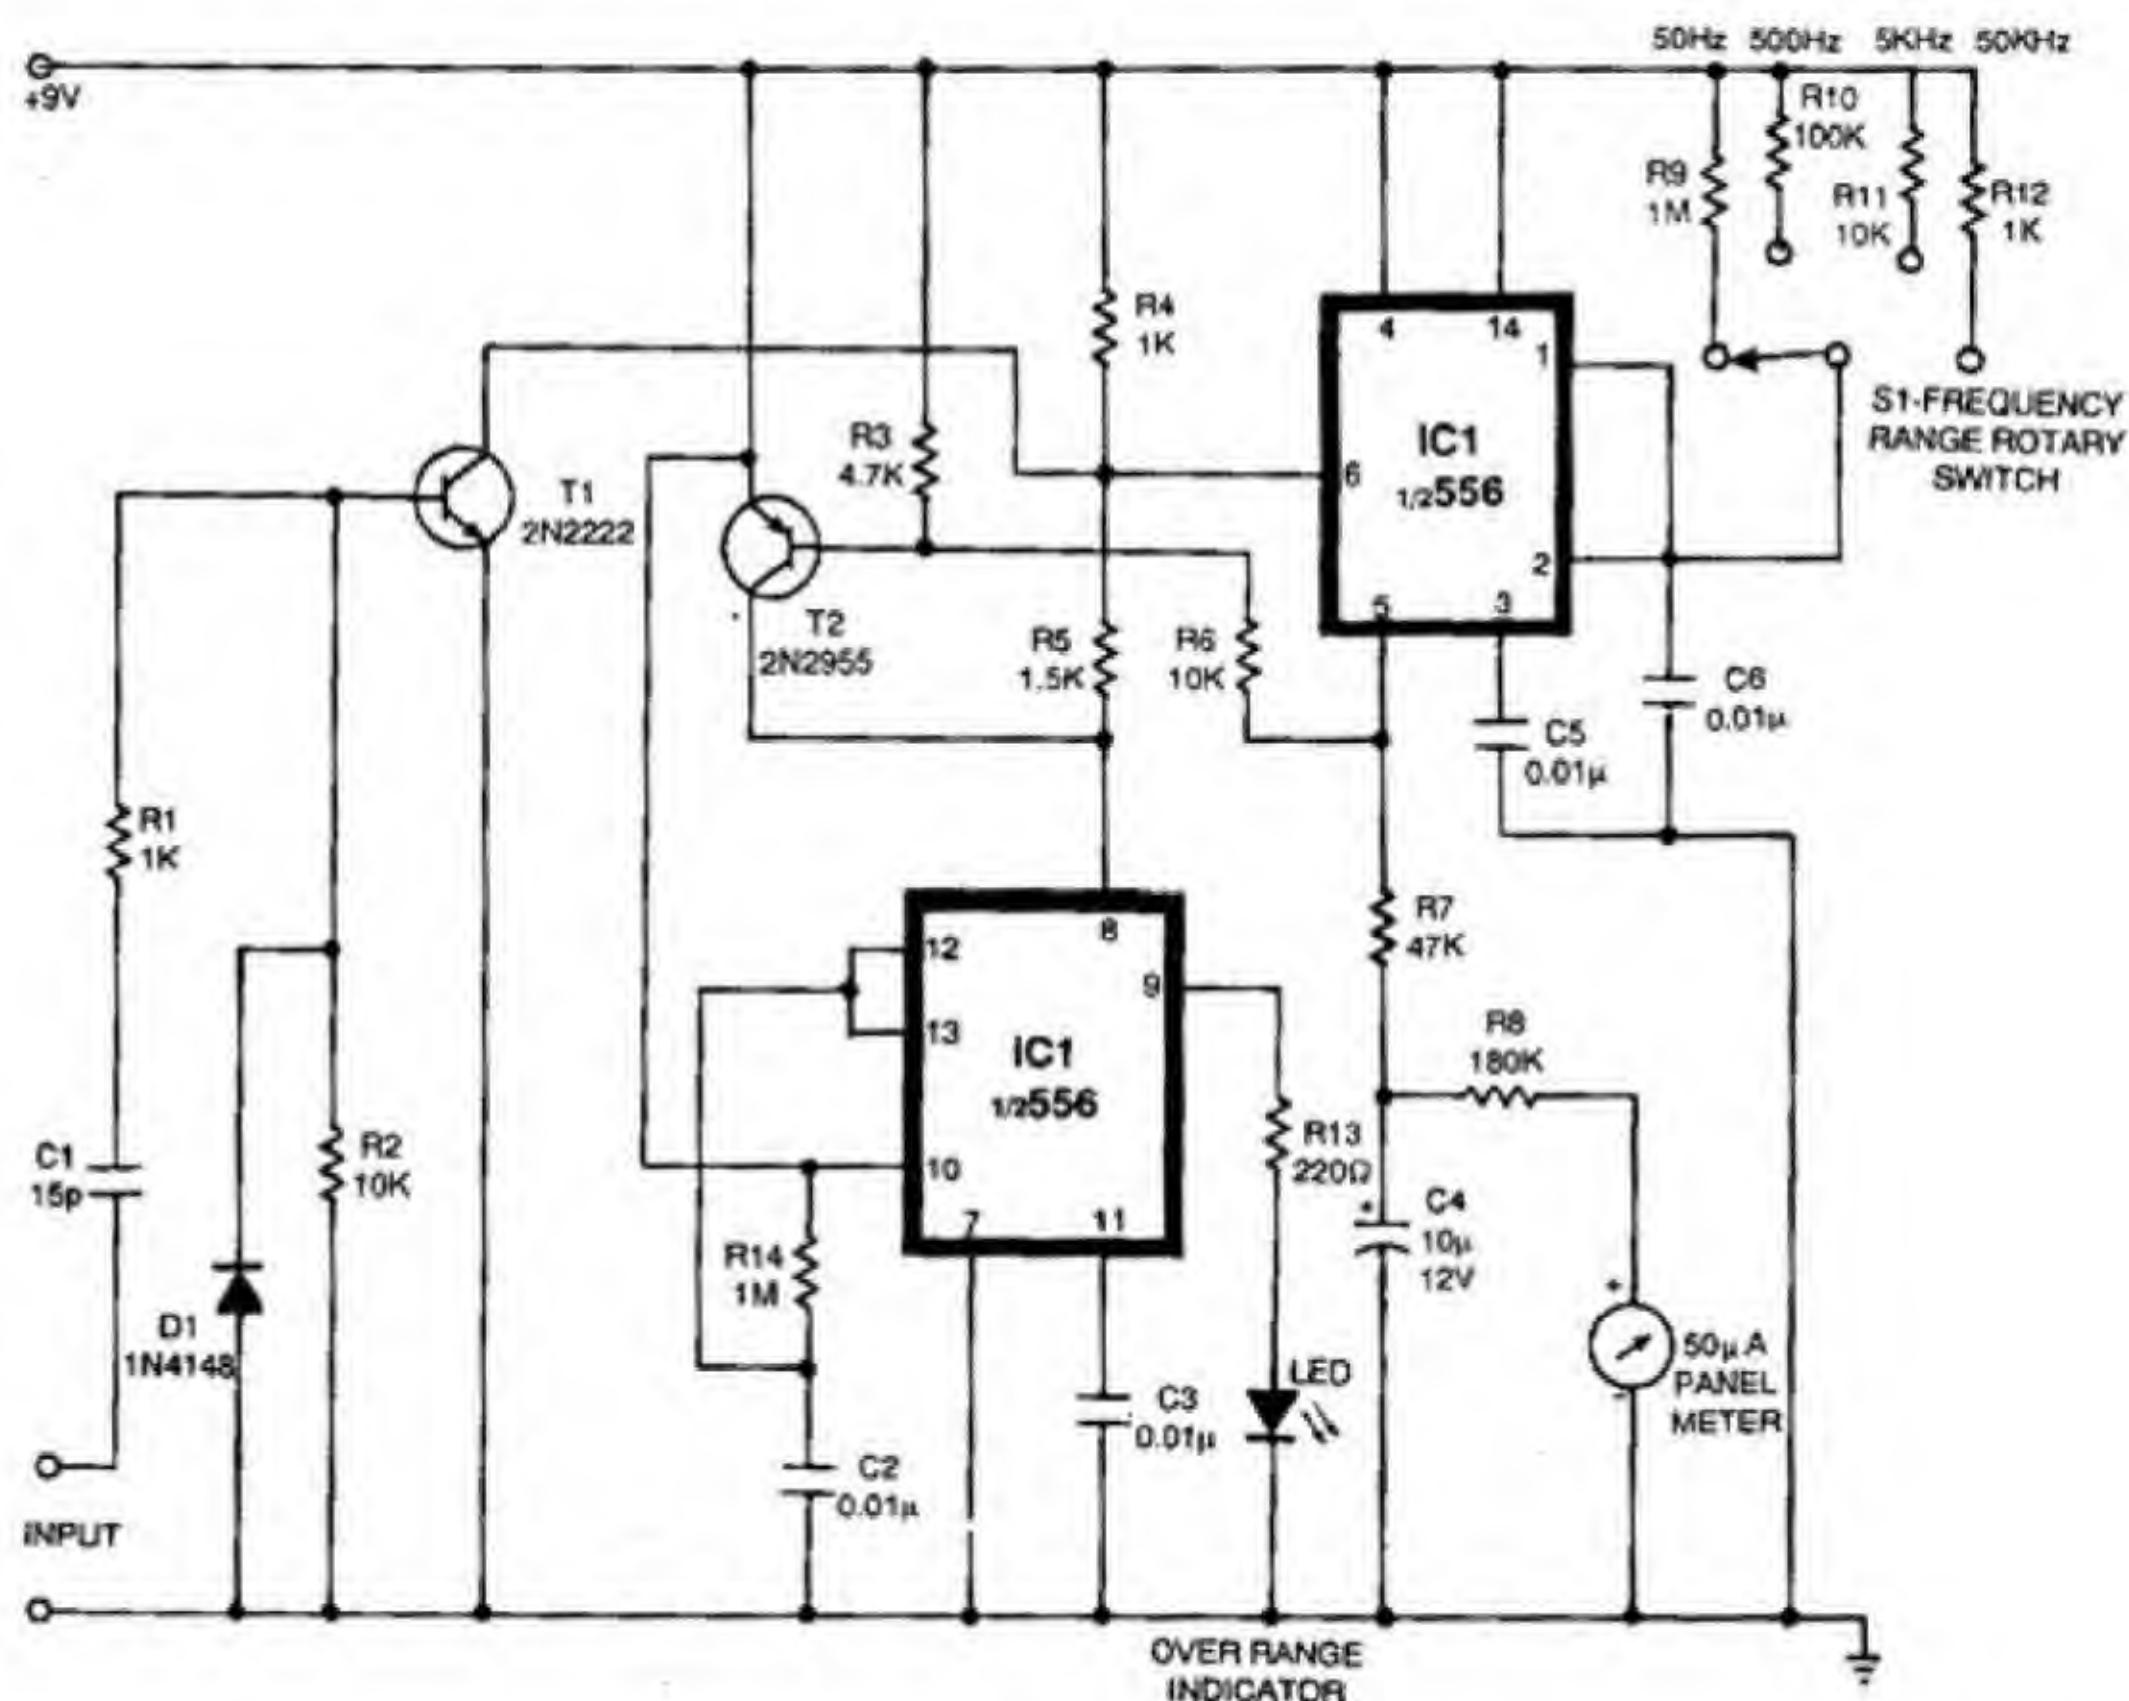 50Hz 500Hz 5KHz 50KHz
+9V
R10
100K
R9
1M
R11
10K
R12
1K
R4
1K
4
14
1
6
IC1
1/2556
2
5
3
S1-FREQUENCY
RANGE ROTARY
SWITCH
R3
4.7K
T1
2N2222
T2
2N2955
R5
1.5K
R6
10K
C6
0.01µ
C5
0.01µ
R1
1K
R7
47K
8
12
9
13
IC1
1/2556
10
7
11
R8
180K
R13
220Ω
C1
15p
R2
10K
C4
+
10µ
12V
R14
1M
D1
1N4148
+
50µA
PANEL
METER
-
LED
C3
0.01µ
C2
0.01µ
INPUT
OVER RANGE
INDICATOR